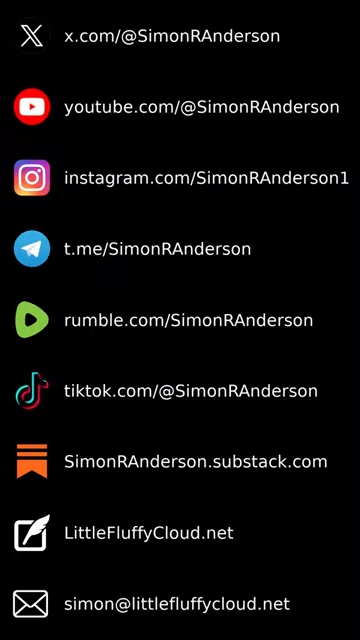 x.com/@SimonRAnderson
youtube.com/@SimonRAnderson
instagram.com/SimonRAnderson1
t.me/SimonRAnderson
rumble.com/SimonRAnderson
tiktok.com/@SimonRAnderson
SimonRAnderson.substack.com
LittleFluffyCloud.net
simon@littlefluffycloud.net